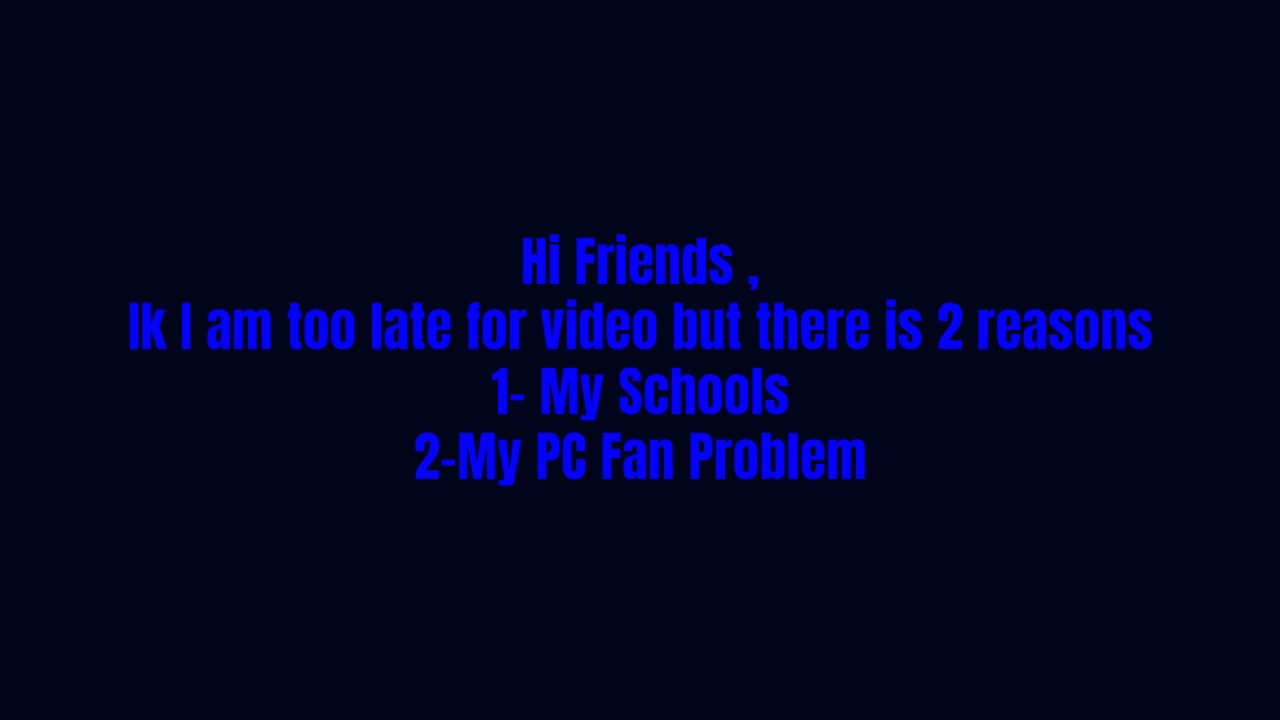 Hi Friends ,
Ik I am too late for video but there is 2 reasons
1- My Schools
2-My PC Fan Problem